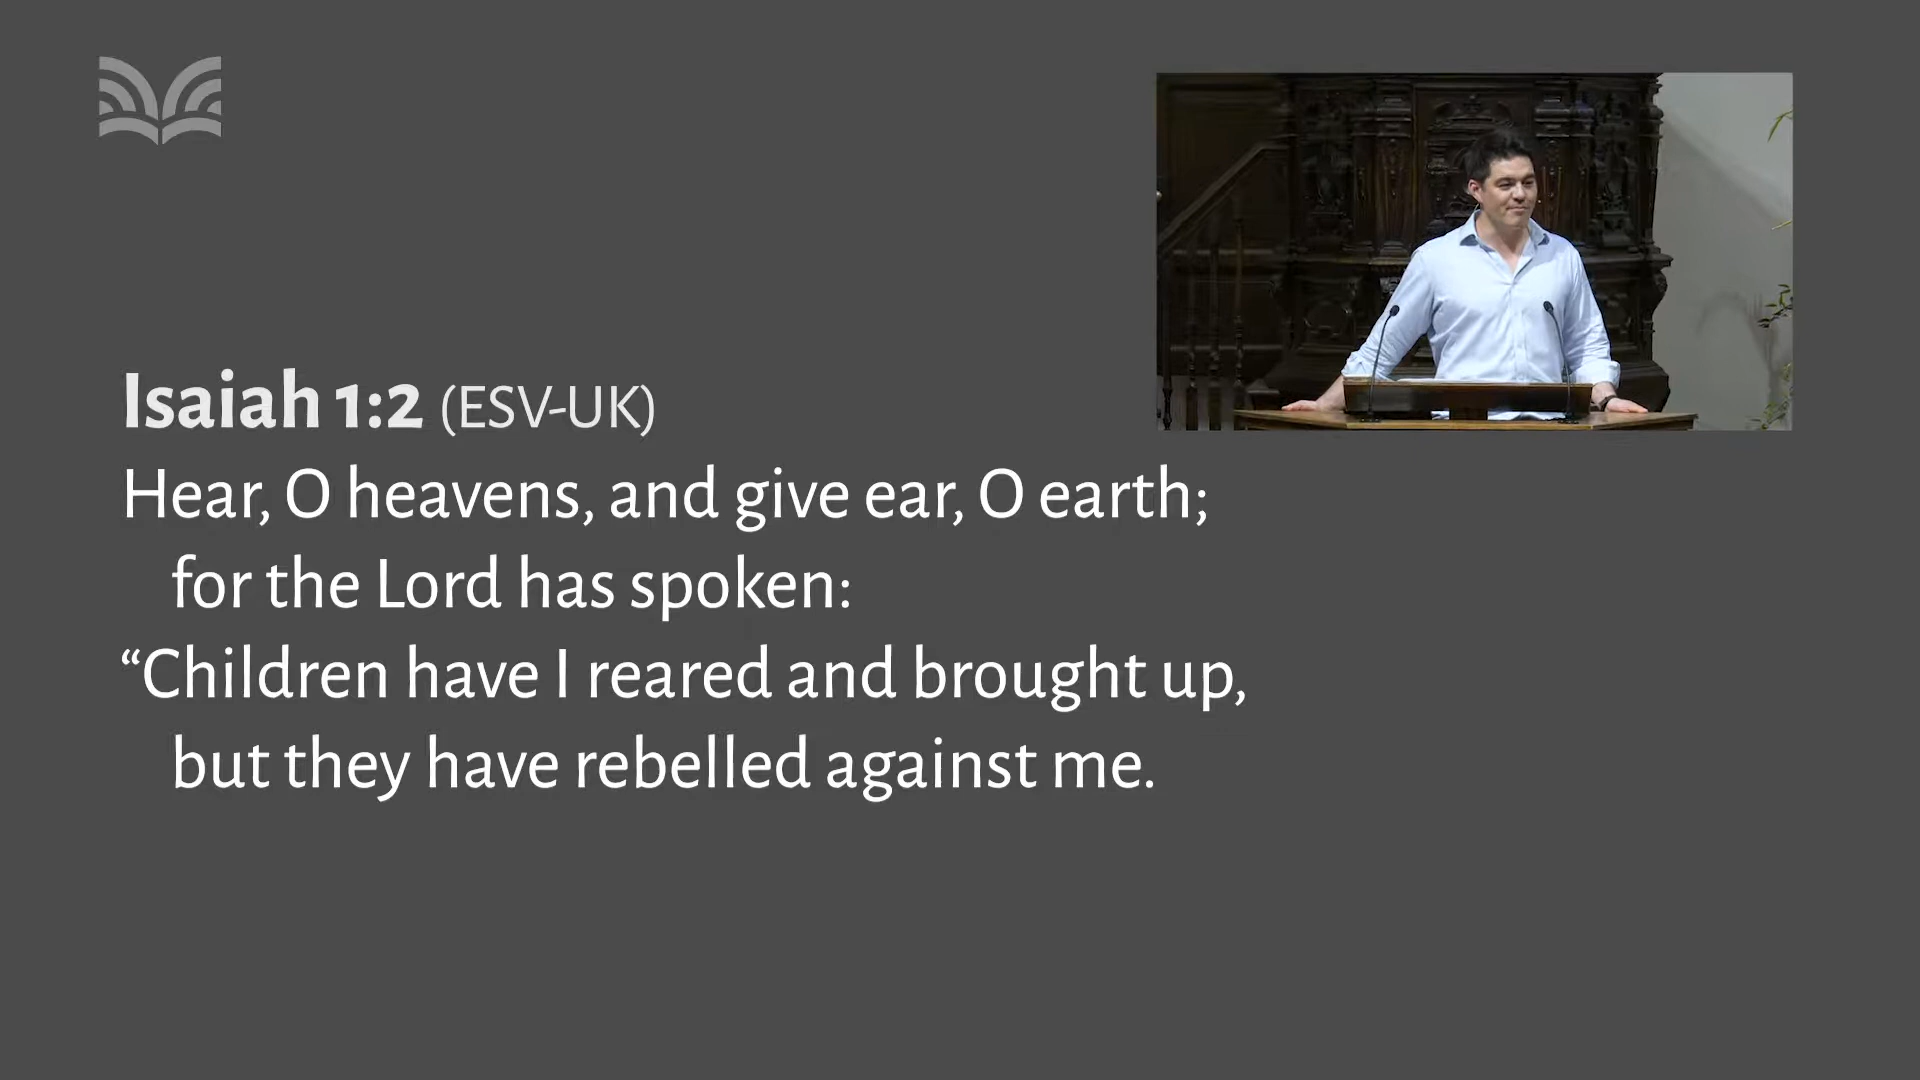 Isaiah 1:2 (ESV-UK)
Hear, O heavens, and give ear, O earth;
for the Lord has spoken:
“Children have I reared and brought up,
but they have rebelled against me.